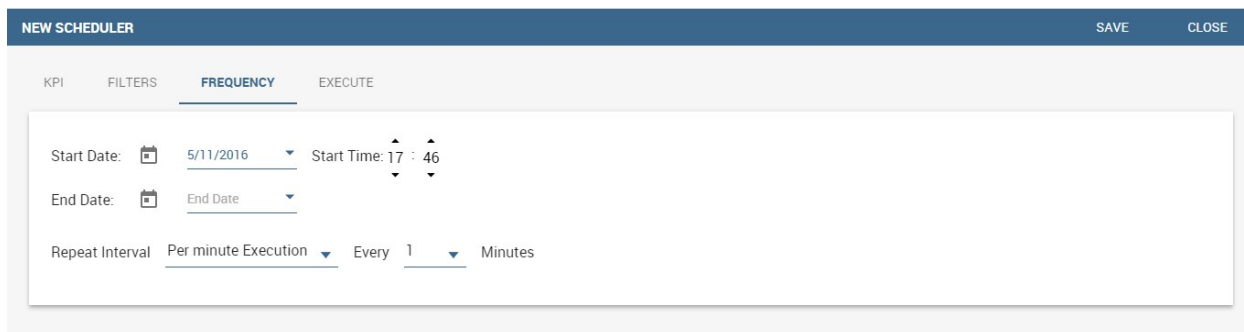 NEW SCHEDULER SAVE CLOSE
KPI FILTERS FREQUENCY EXECUTE
Start Date: 5/11/2016 Start Time: 17 : 46
End Date: End Date
Repeat Interval Per minute Execution Every 1 Minutes